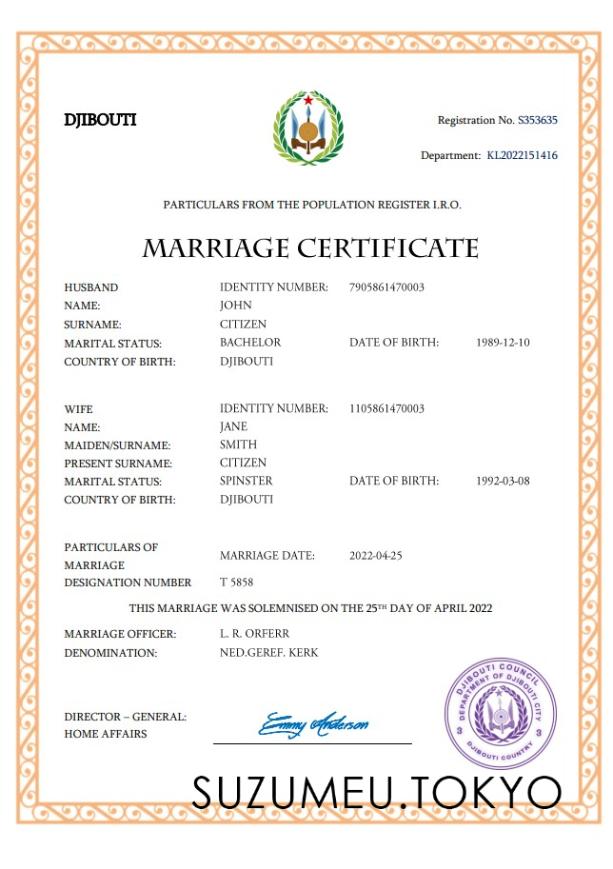 DJIBOUTI
Registration No. S353635
Department: KL2022151416
PARTICULARS FROM THE POPULATION REGISTER I.R.O.
MARRIAGE CERTIFICATE
HUSBAND IDENTITY NUMBER: 7905861470003
NAME: JOHN
SURNAME: CITIZEN
MARITAL STATUS: BACHELOR DATE OF BIRTH: 1989-12-10
COUNTRY OF BIRTH: DJIBOUTI
WIFE IDENTITY NUMBER: 1105861470003
NAME: JANE
MAIDEN/SURNAME: SMITH
PRESENT SURNAME: CITIZEN
MARITAL STATUS: SPINSTER DATE OF BIRTH: 1992-03-08
COUNTRY OF BIRTH: DJIBOUTI
PARTICULARS OF
MARRIAGE MARRIAGE DATE: 2022-04-25
DESIGNATION NUMBER T 5858
THIS MARRIAGE WAS SOLEMNISED ON THE 25TH DAY OF APRIL 2022
MARRIAGE OFFICER: L. R. ORFERR
DENOMINATION: NED.GEREF. KERK
DJIBOUTI COUNCIL
DEPARTMENT OF DJIBOUTI CITY
3 3
DJIBOUTI COUNTRY
DIRECTOR – GENERAL: Emmy Anderson
HOME AFFAIRS
SUZUMEU.TOKYO